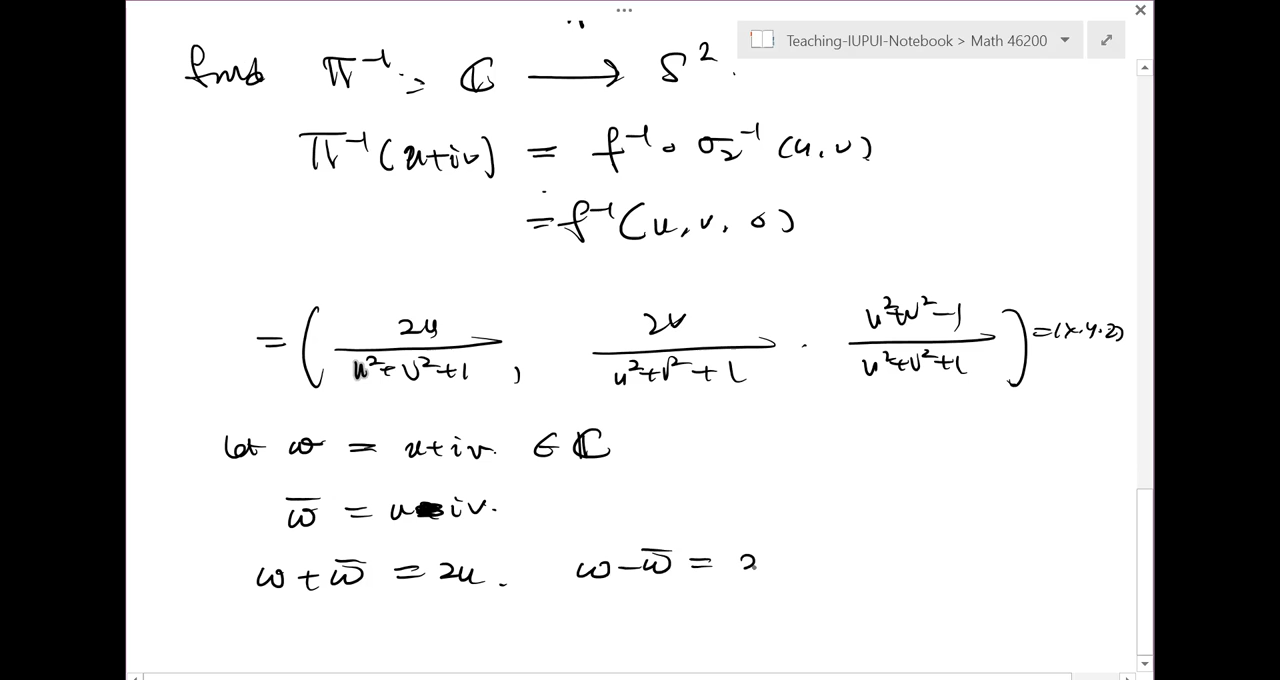 Teaching-IUPUI-Notebook > Math 46200
find π⁻¹ : ℂ ⟶ S².
π⁻¹(u+iv) = f⁻¹ ∘ σ₂⁻¹ (u, v)
= f⁻¹(u, v, 0)
= ( 2u / (u²+v²+1) , 2v / (u²+v²+1) , (u²+v²-1) / (u²+v²+1) ) = (x, y, z)
let ω = u+iv. ∈ ℂ
ω̄ = u-iv.
ω + ω̄ = 2u. ω - ω̄ = 2